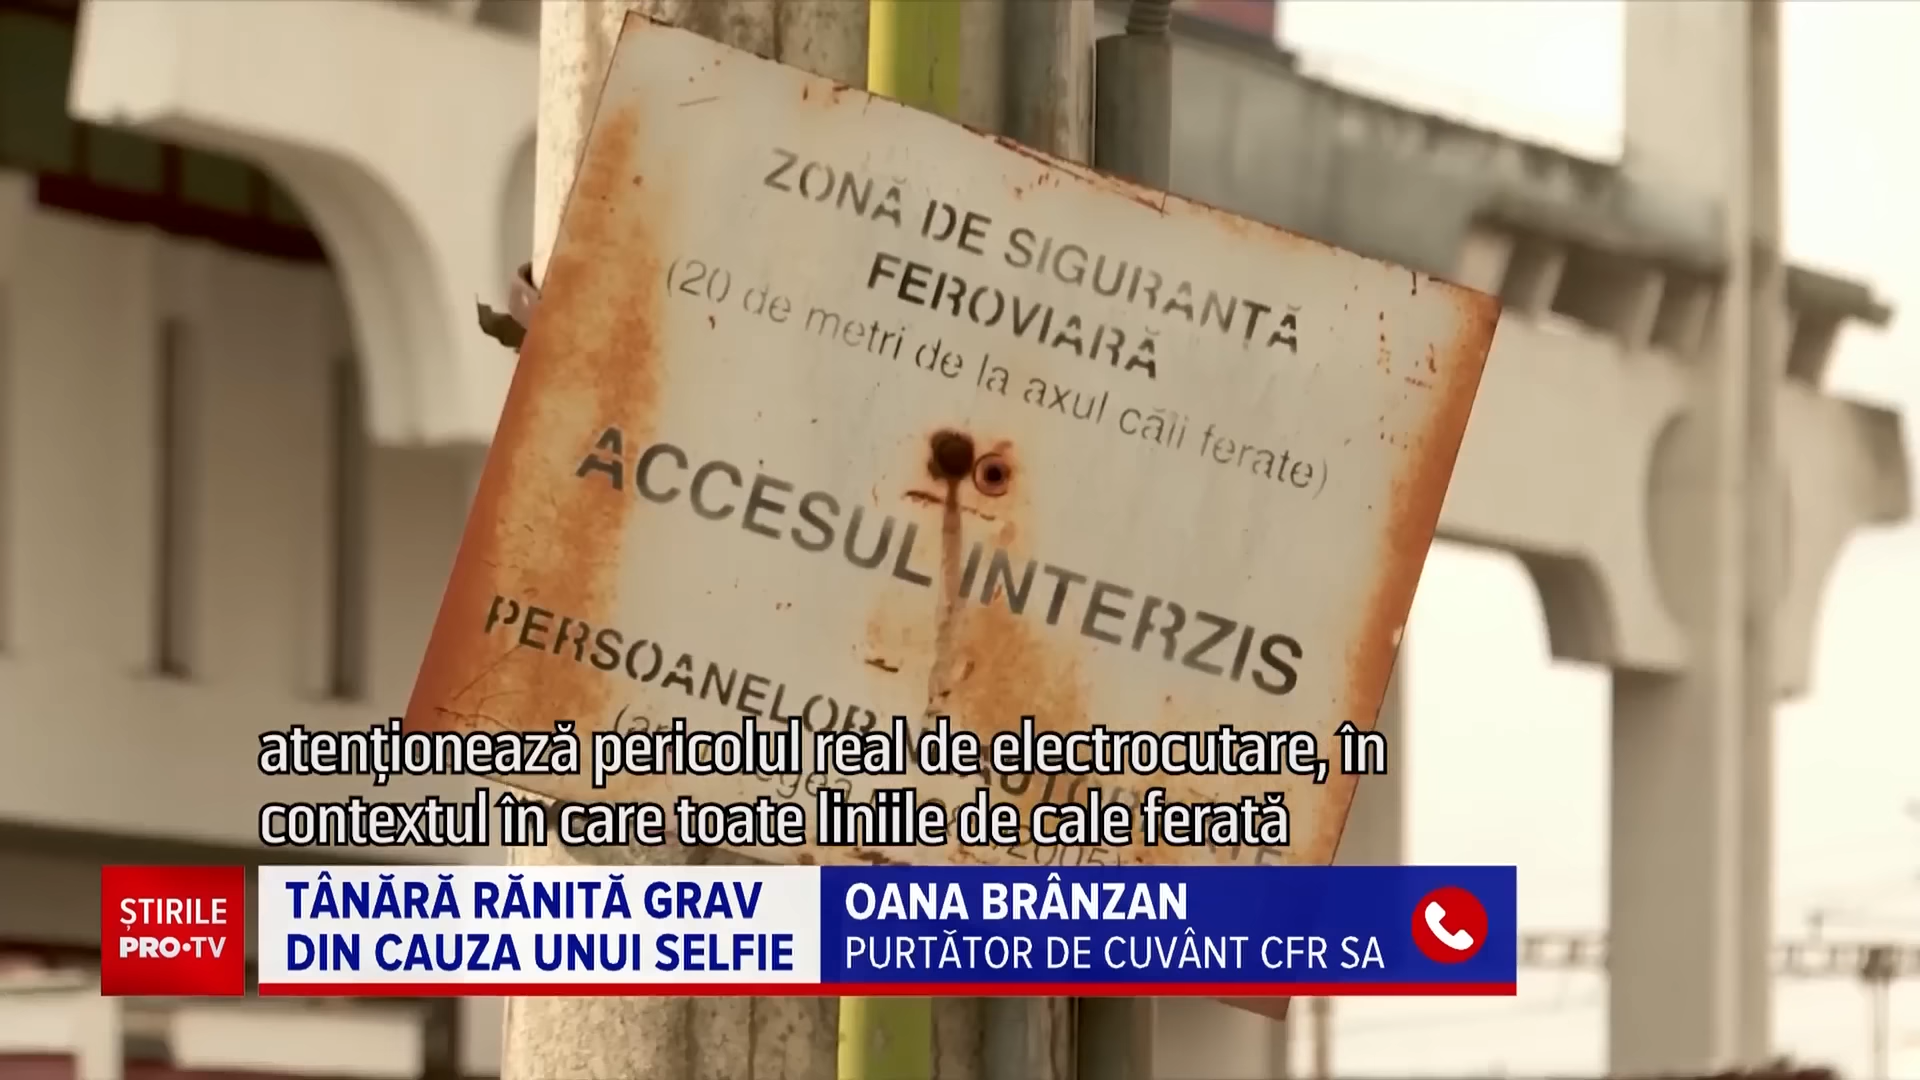 ZONĂ DE SIGURANTĂ
FEROVIARĂ
(20 de metri de la axul căii ferate)
ACCESUL INTERZIS
PERSOANELOR
atenționează pericolul real de electrocutare, în
contextul în care toate liniile de cale ferată
ȘTIRILE
PRO•TV
TÂNĂRĂ RĂNITĂ GRAV
DIN CAUZA UNUI SELFIE
OANA BRÂNZAN
PURTĂTOR DE CUVÂNT CFR SA